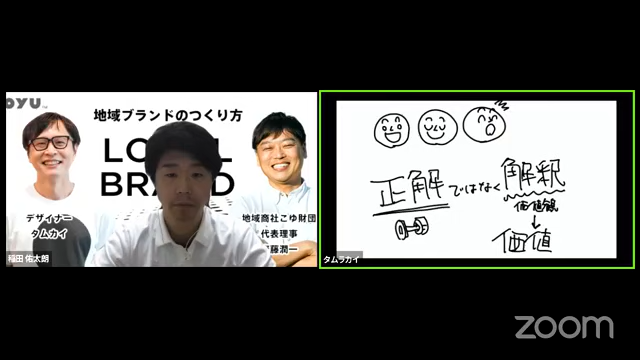 OYU
地域ブランドのつくり方
LO L
BRA D
デザイナー
タムカイ
地域商社こゆ財団
代表理事
藤潤一
稲田 佑太朗
正解ではなく解釈
価値観
価値
タムラカイ
zoom